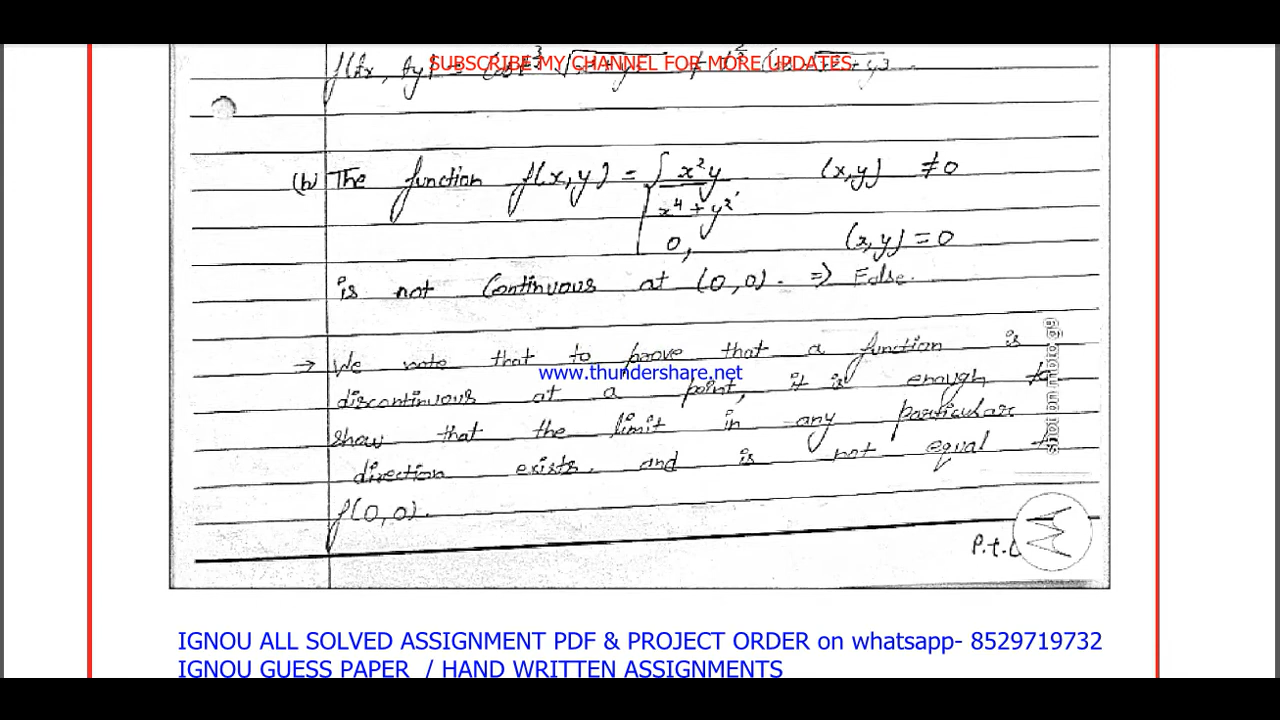 SUBSCRIBE MY CHANNEL FOR MORE UPDATES
(b) The function f(x,y) = { x²y / x⁴ + y² (x,y) ≠ 0
0, (x,y) = 0
is not Continuous at (0,0). ⇒ False.
→ We note that to prove that a function is
www.thundershare.net
discontinuous at a point, it is enough to
show that the limit in any particular
direction exists. and is not equal to
f(0,0).
P.t.
IGNOU ALL SOLVED ASSIGNMENT PDF & PROJECT ORDER on whatsapp- 8529719732
IGNOU GUESS PAPER / HAND WRITTEN ASSIGNMENTS